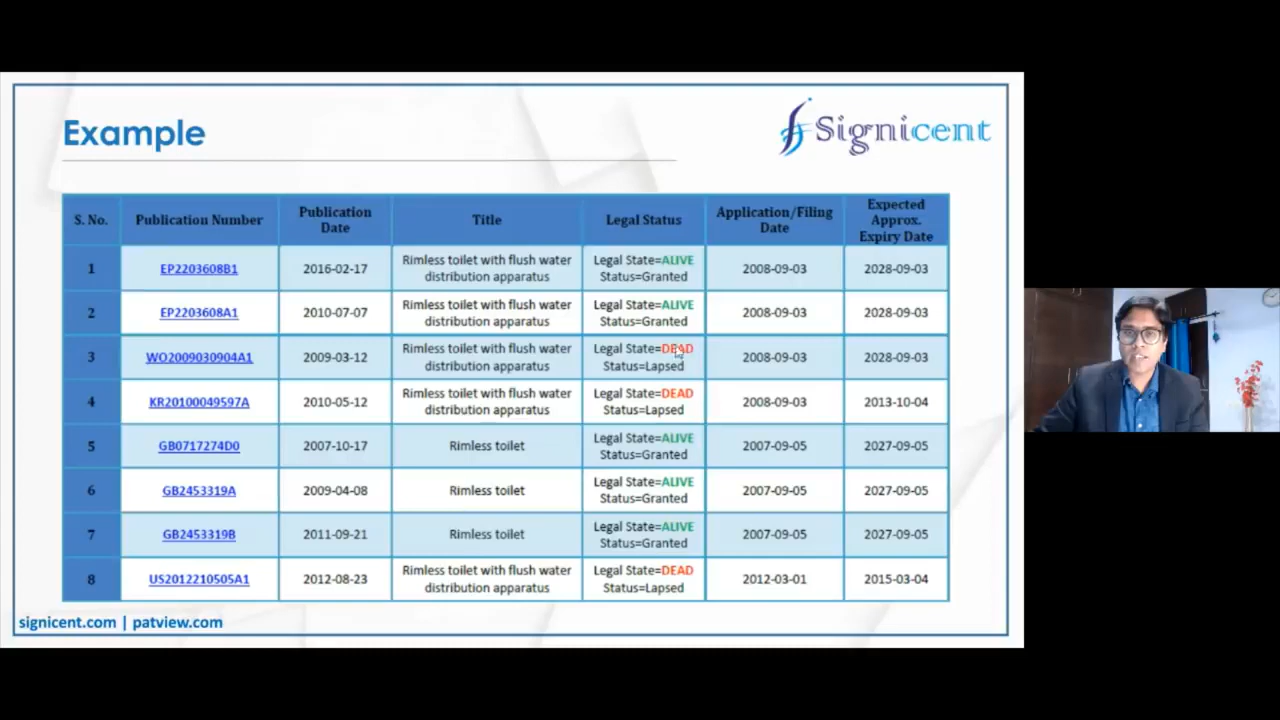 Example
Signicent
S. No. Publication Number Publication Date Title Legal Status Application/Filing Date Expected Approx. Expiry Date
1 EP2203608B1 2016-02-17 Rimless toilet with flush water distribution apparatus Legal State=ALIVE Status=Granted 2008-09-03 2028-09-03
2 EP2203608A1 2010-07-07 Rimless toilet with flush water distribution apparatus Legal State=ALIVE Status=Granted 2008-09-03 2028-09-03
3 WO2009030904A1 2009-03-12 Rimless toilet with flush water distribution apparatus Legal State=DEAD Status=Lapsed 2008-09-03 2028-09-03
4 KR20100049597A 2010-05-12 Rimless toilet with flush water distribution apparatus Legal State=DEAD Status=Lapsed 2008-09-03 2013-10-04
5 GB0717274D0 2007-10-17 Rimless toilet Legal State=ALIVE Status=Granted 2007-09-05 2027-09-05
6 GB2453319A 2009-04-08 Rimless toilet Legal State=ALIVE Status=Granted 2007-09-05 2027-09-05
7 GB2453319B 2011-09-21 Rimless toilet Legal State=ALIVE Status=Granted 2007-09-05 2027-09-05
8 US2012210505A1 2012-08-23 Rimless toilet with flush water distribution apparatus Legal State=DEAD Status=Lapsed 2012-03-01 2015-03-04
signicent.com | patview.com